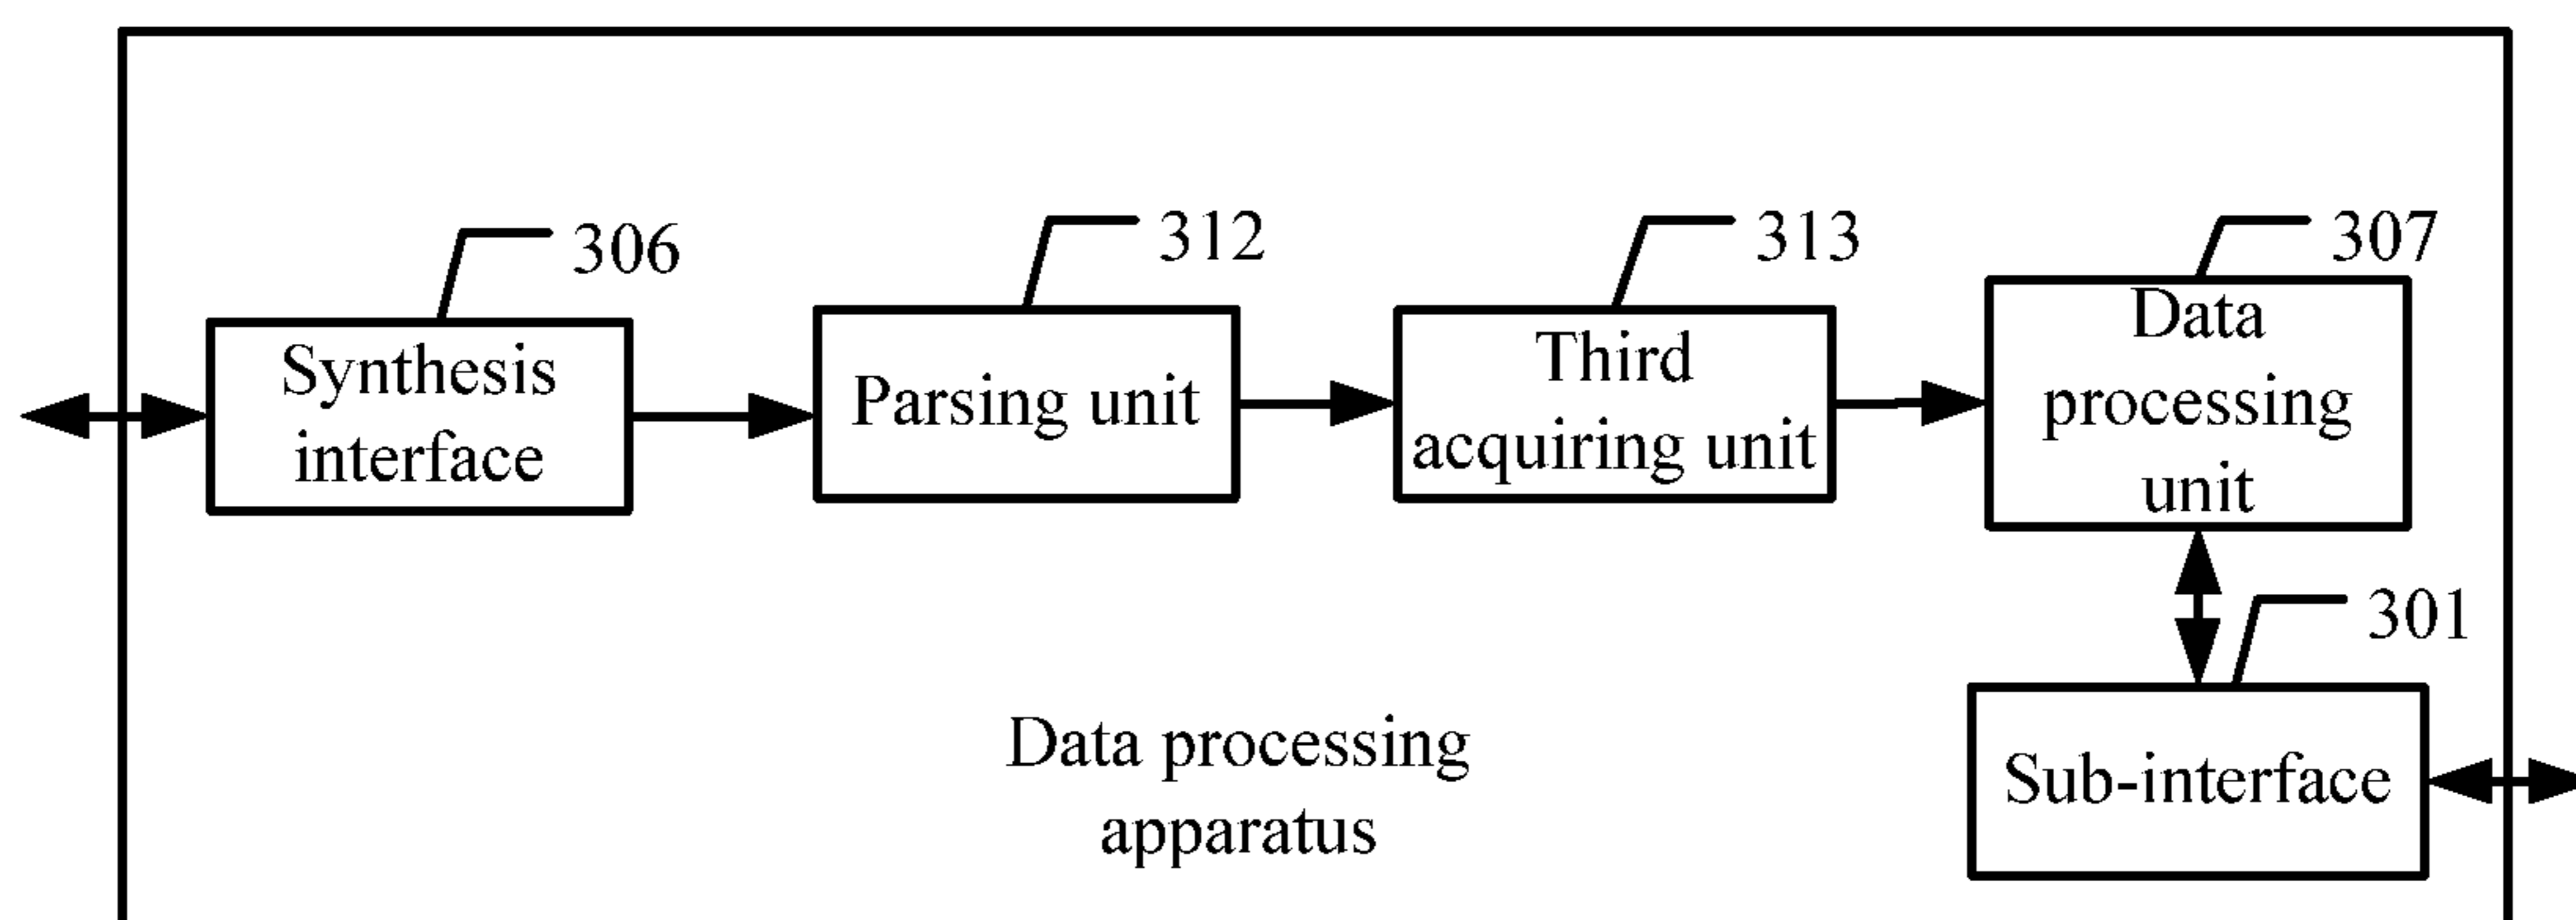 306
Synthesis
interface
312
Parsing unit
313
Third
acquiring unit
307
Data
processing
unit
301
Sub-interface
Data processing
apparatus